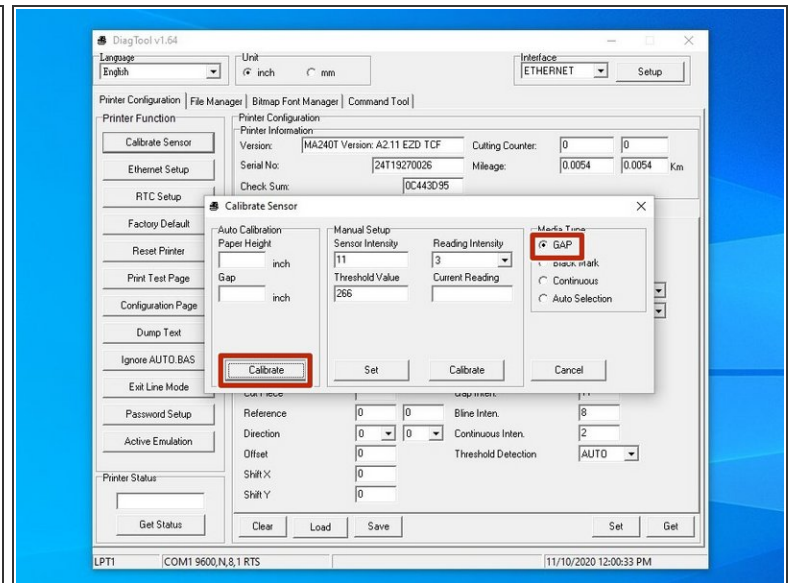 DiagTool v1.64
Language
English
Unit
inch
mm
Interface
ETHERNET
Setup
Printer Configuration
File Manager
Bitmap Font Manager
Command Tool
Printer Function
Calibrate Sensor
Ethernet Setup
RTC Setup
Factory Default
Reset Printer
Print Test Page
Configuration Page
Dump Text
Ignore AUTO.BAS
Exit Line Mode
Password Setup
Active Emulation
Printer Status
Get Status
Printer Configuration
Printer Information
Version: MA240T Version: A2.11 EZD TCF
Cutting Counter: 0 0
Serial No: 24T19270026
Mileage: 0.0054 0.0054 Km
Check Sum: 0C443D95
Calibrate Sensor
Auto Calibration
Paper Height
inch
Gap
inch
Calibrate
Manual Setup
Sensor Intensity
11
Reading Intensity
3
Threshold Value
266
Current Reading
Set
Calibrate
Media Type
GAP
Black Mark
Continuous
Auto Selection
Cancel
Reference 0 0
Bline Inten. 8
Direction 0 0
Continuous Inten. 2
Offset 0
Threshold Detection AUTO
Shift X 0
Shift Y 0
Clear
Load
Save
Set
Get
LPT1
COM1 9600,N,8,1 RTS
11/10/2020 12:00:33 PM